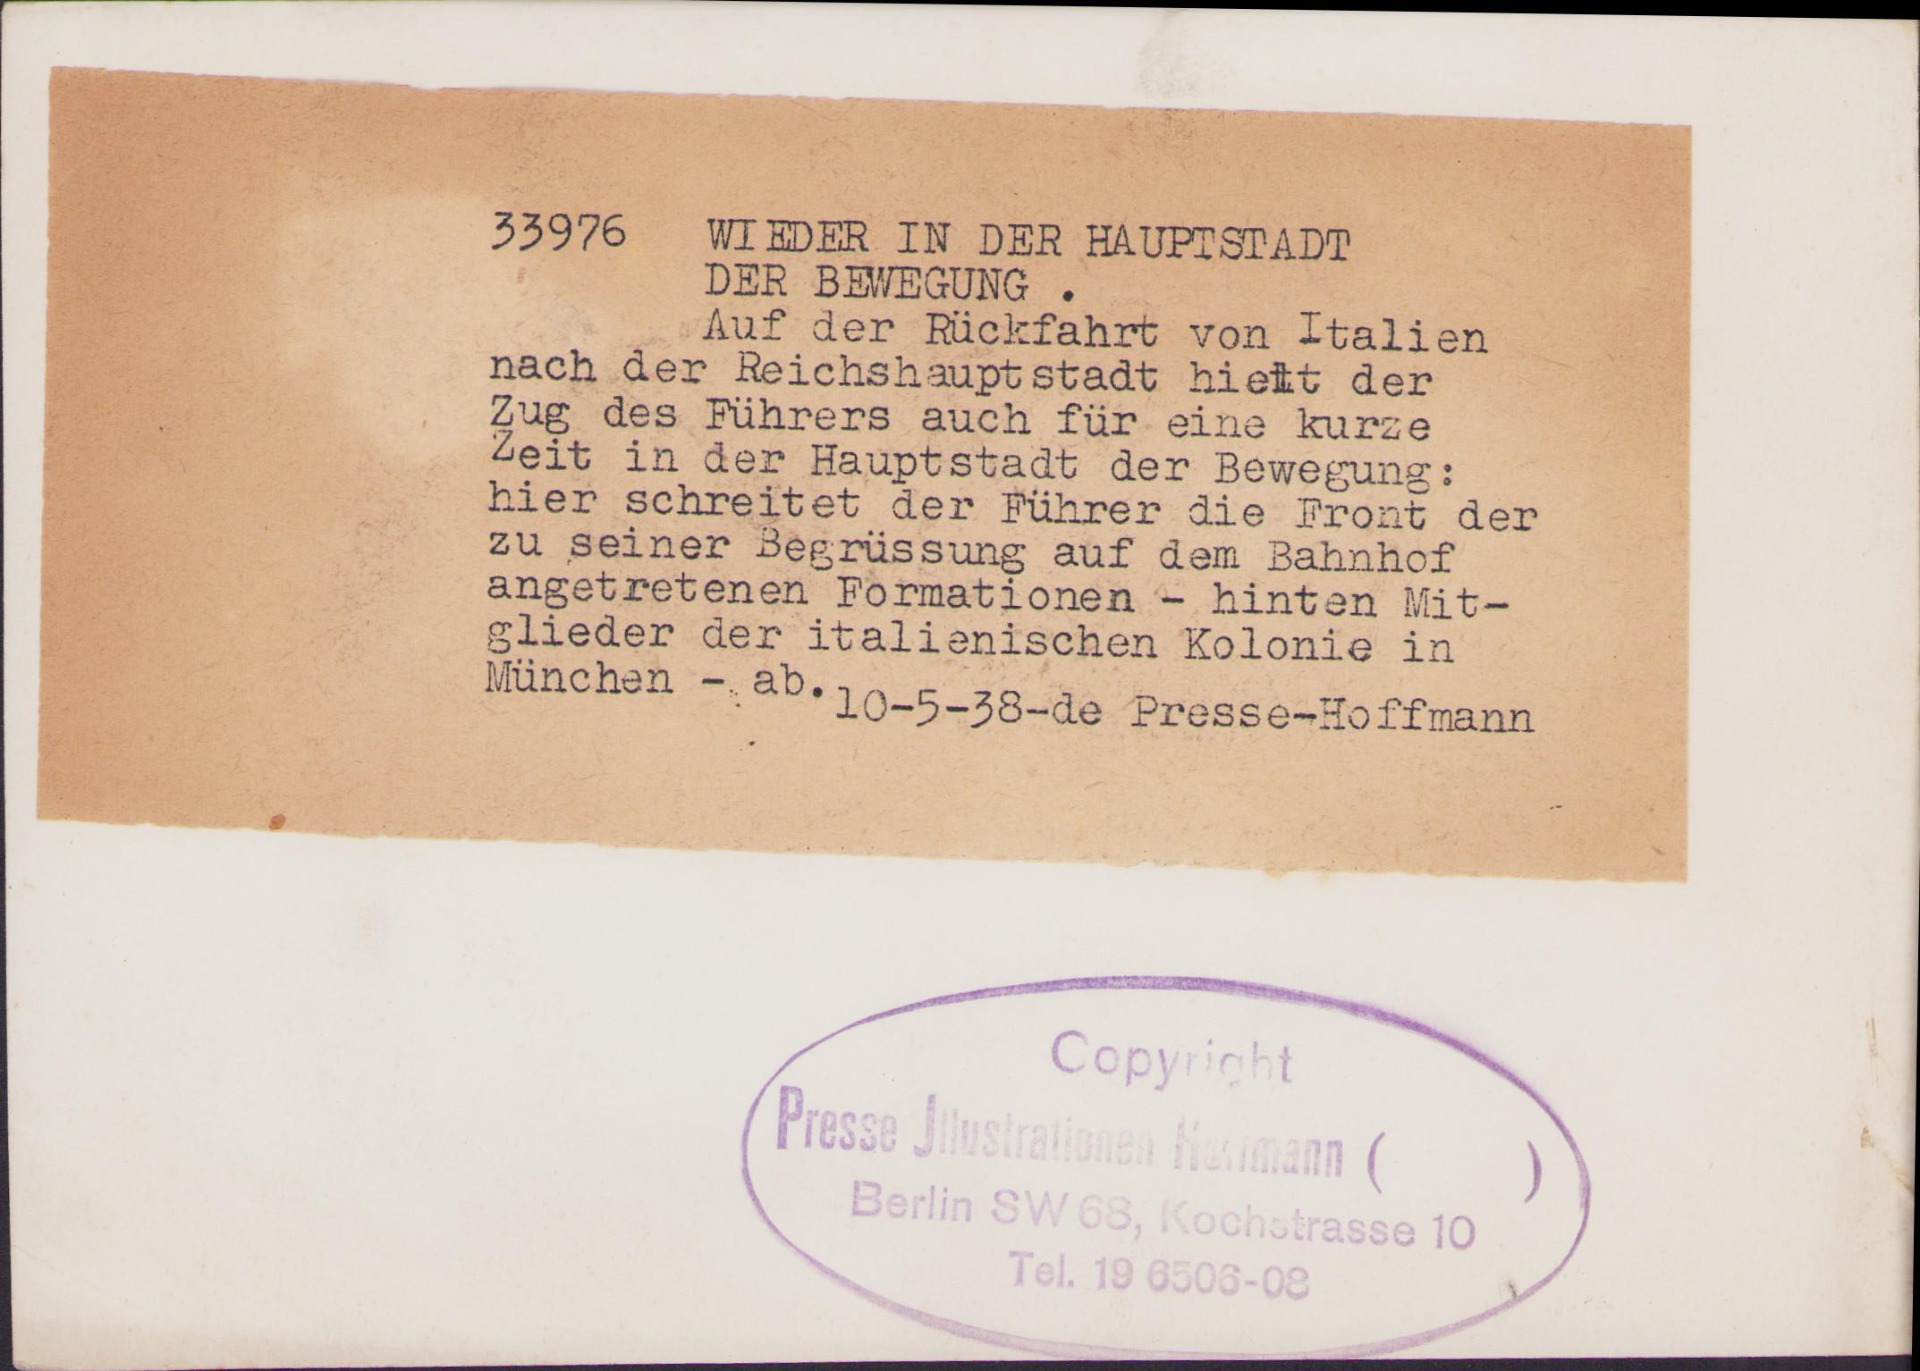 33976 WIEDER IN DER HAUPTSTADT
DER BEWEGUNG .
Auf der Rückfahrt von Italien
nach der Reichshauptstadt hielt der
Zug des Führers auch für eine kurze
Zeit in der Hauptstadt der Bewegung:
hier schreitet der Führer die Front der
zu seiner Begrüssung auf dem Bahnhof
angetretenen Formationen - hinten Mit-
glieder der italienischen Kolonie in
München - ab.
10-5-38-de Presse-Hoffmann
Copyright
Presse Jllustrationen Hoffmann ( )
Berlin SW 68, Kochstrasse 10
Tel. 19 6506-08